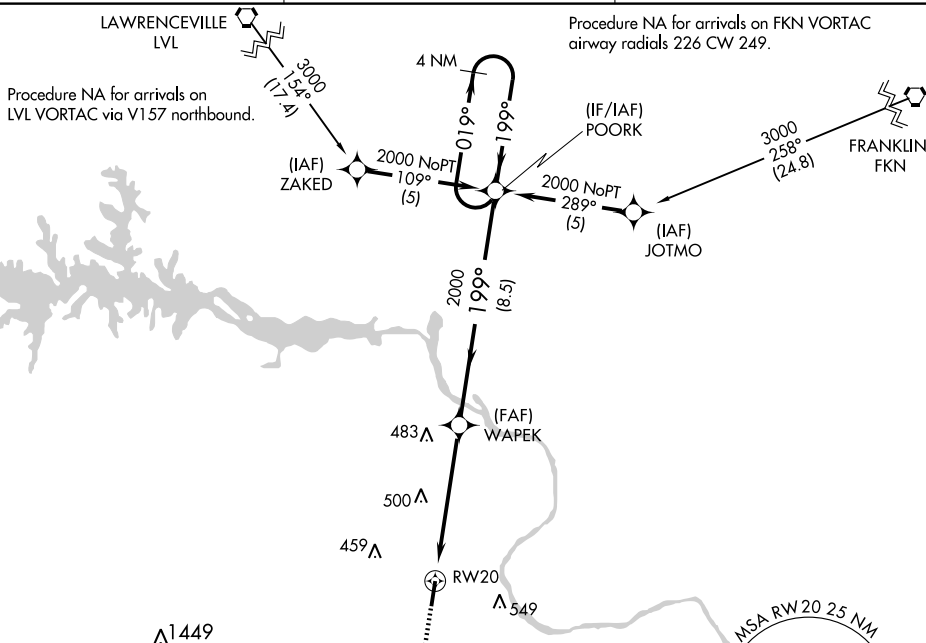 LAWRENCEVILLE
LVL
Procedure NA for arrivals on FKN VORTAC
airway radials 226 CW 249.
Procedure NA for arrivals on
LVL VORTAC via V157 northbound.
3000
154°
(17.4)
4 NM
019°
199°
(IF/IAF)
POORK
3000
258°
(24.8)
FRANKLIN
FKN
(IAF)
ZAKED
2000 NoPT
109°
(5)
2000 NoPT
289°
(5)
(IAF)
JOTMO
2000
199°
(8.5)
(FAF)
WAPEK
483
500
459
RW20
549
1449
MSA RW20 25 NM